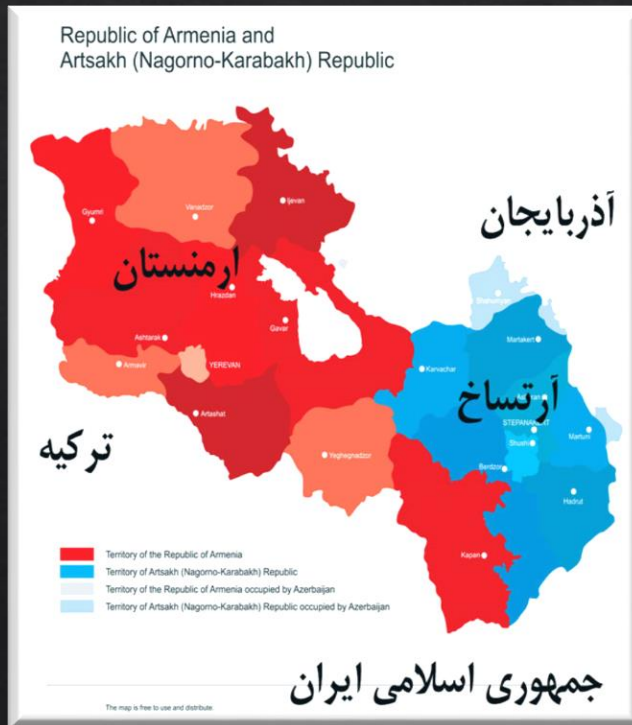 Republic of Armenia and
Artsakh (Nagorno-Karabakh) Republic
آذربایجان
Ijevan
Gyumri
Vanadzor
ارمنستان
Hrazdan
Shahumyan
Gavar
Ashtarak
Martakert
Armavir
YEREVAN
Karvachar
آرتساخ
Artashat
STEPANAKERT
Martuni
Shushi
ترکیه
Yeghegnadzor
Berdzor
Hadrut
Kapan
Territory of the Republic of Armenia
Territory of Artsakh (Nagorno-Karabakh) Republic
Territory of the Republic of Armenia occupied by Azerbaijan
Territory of Artsakh (Nagorno-Karabakh) Republic occupied by Azerbaijan
جمهوری اسلامی ایران
The map is free to use and distribute.